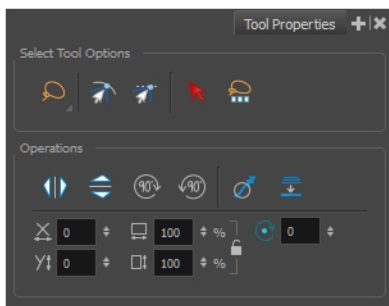 Tool Properties
Select Tool Options
Operations
90° 90°
X 0 100 % 0
Y 0 100 %